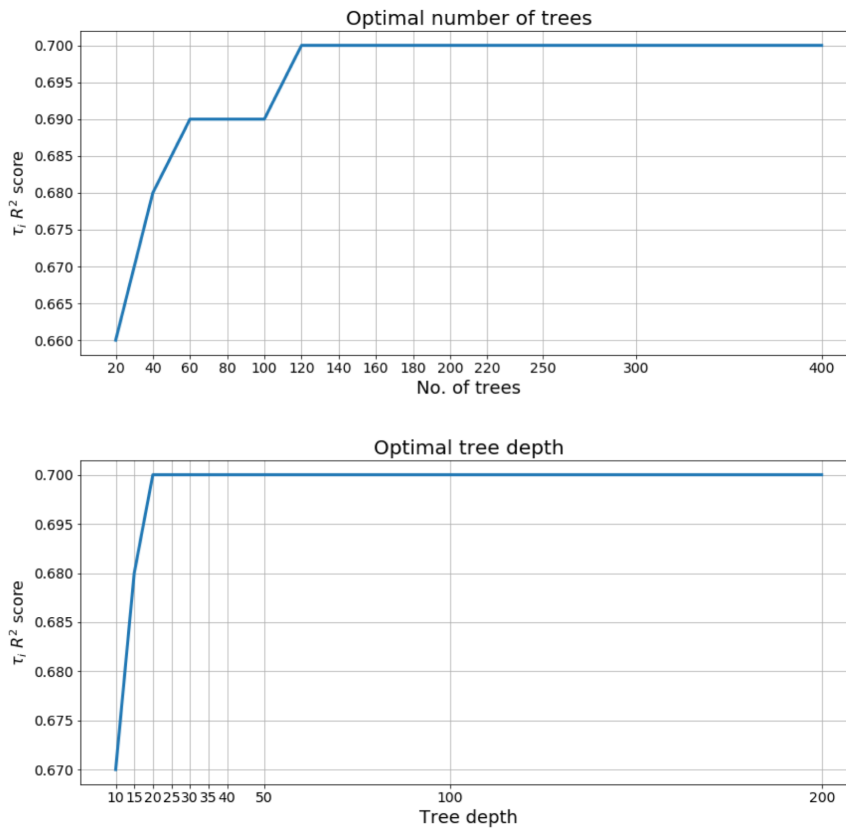 Optimal number of trees
0.700
0.695
0.690
0.685
0.680
0.675
0.670
0.665
0.660
τi R² score
20 40 60 80 100 120 140 160 180 200 220 250 300 400
No. of trees
Optimal tree depth
0.700
0.695
0.680
0.685
0.680
0.675
0.670
τi R² score
10 15 20 25 30 35 40 50 100 200
Tree depth